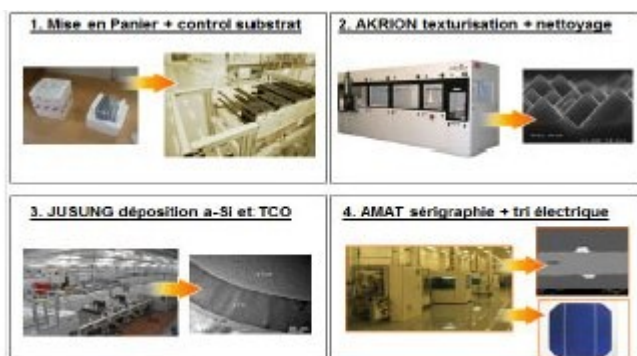 1. Mise en Panier + control substrat
2. AKRION texturisation + nettoyage
3. JUSUNG déposition a-Si et TCO
4. AMAT sérigraphie + tri électrique